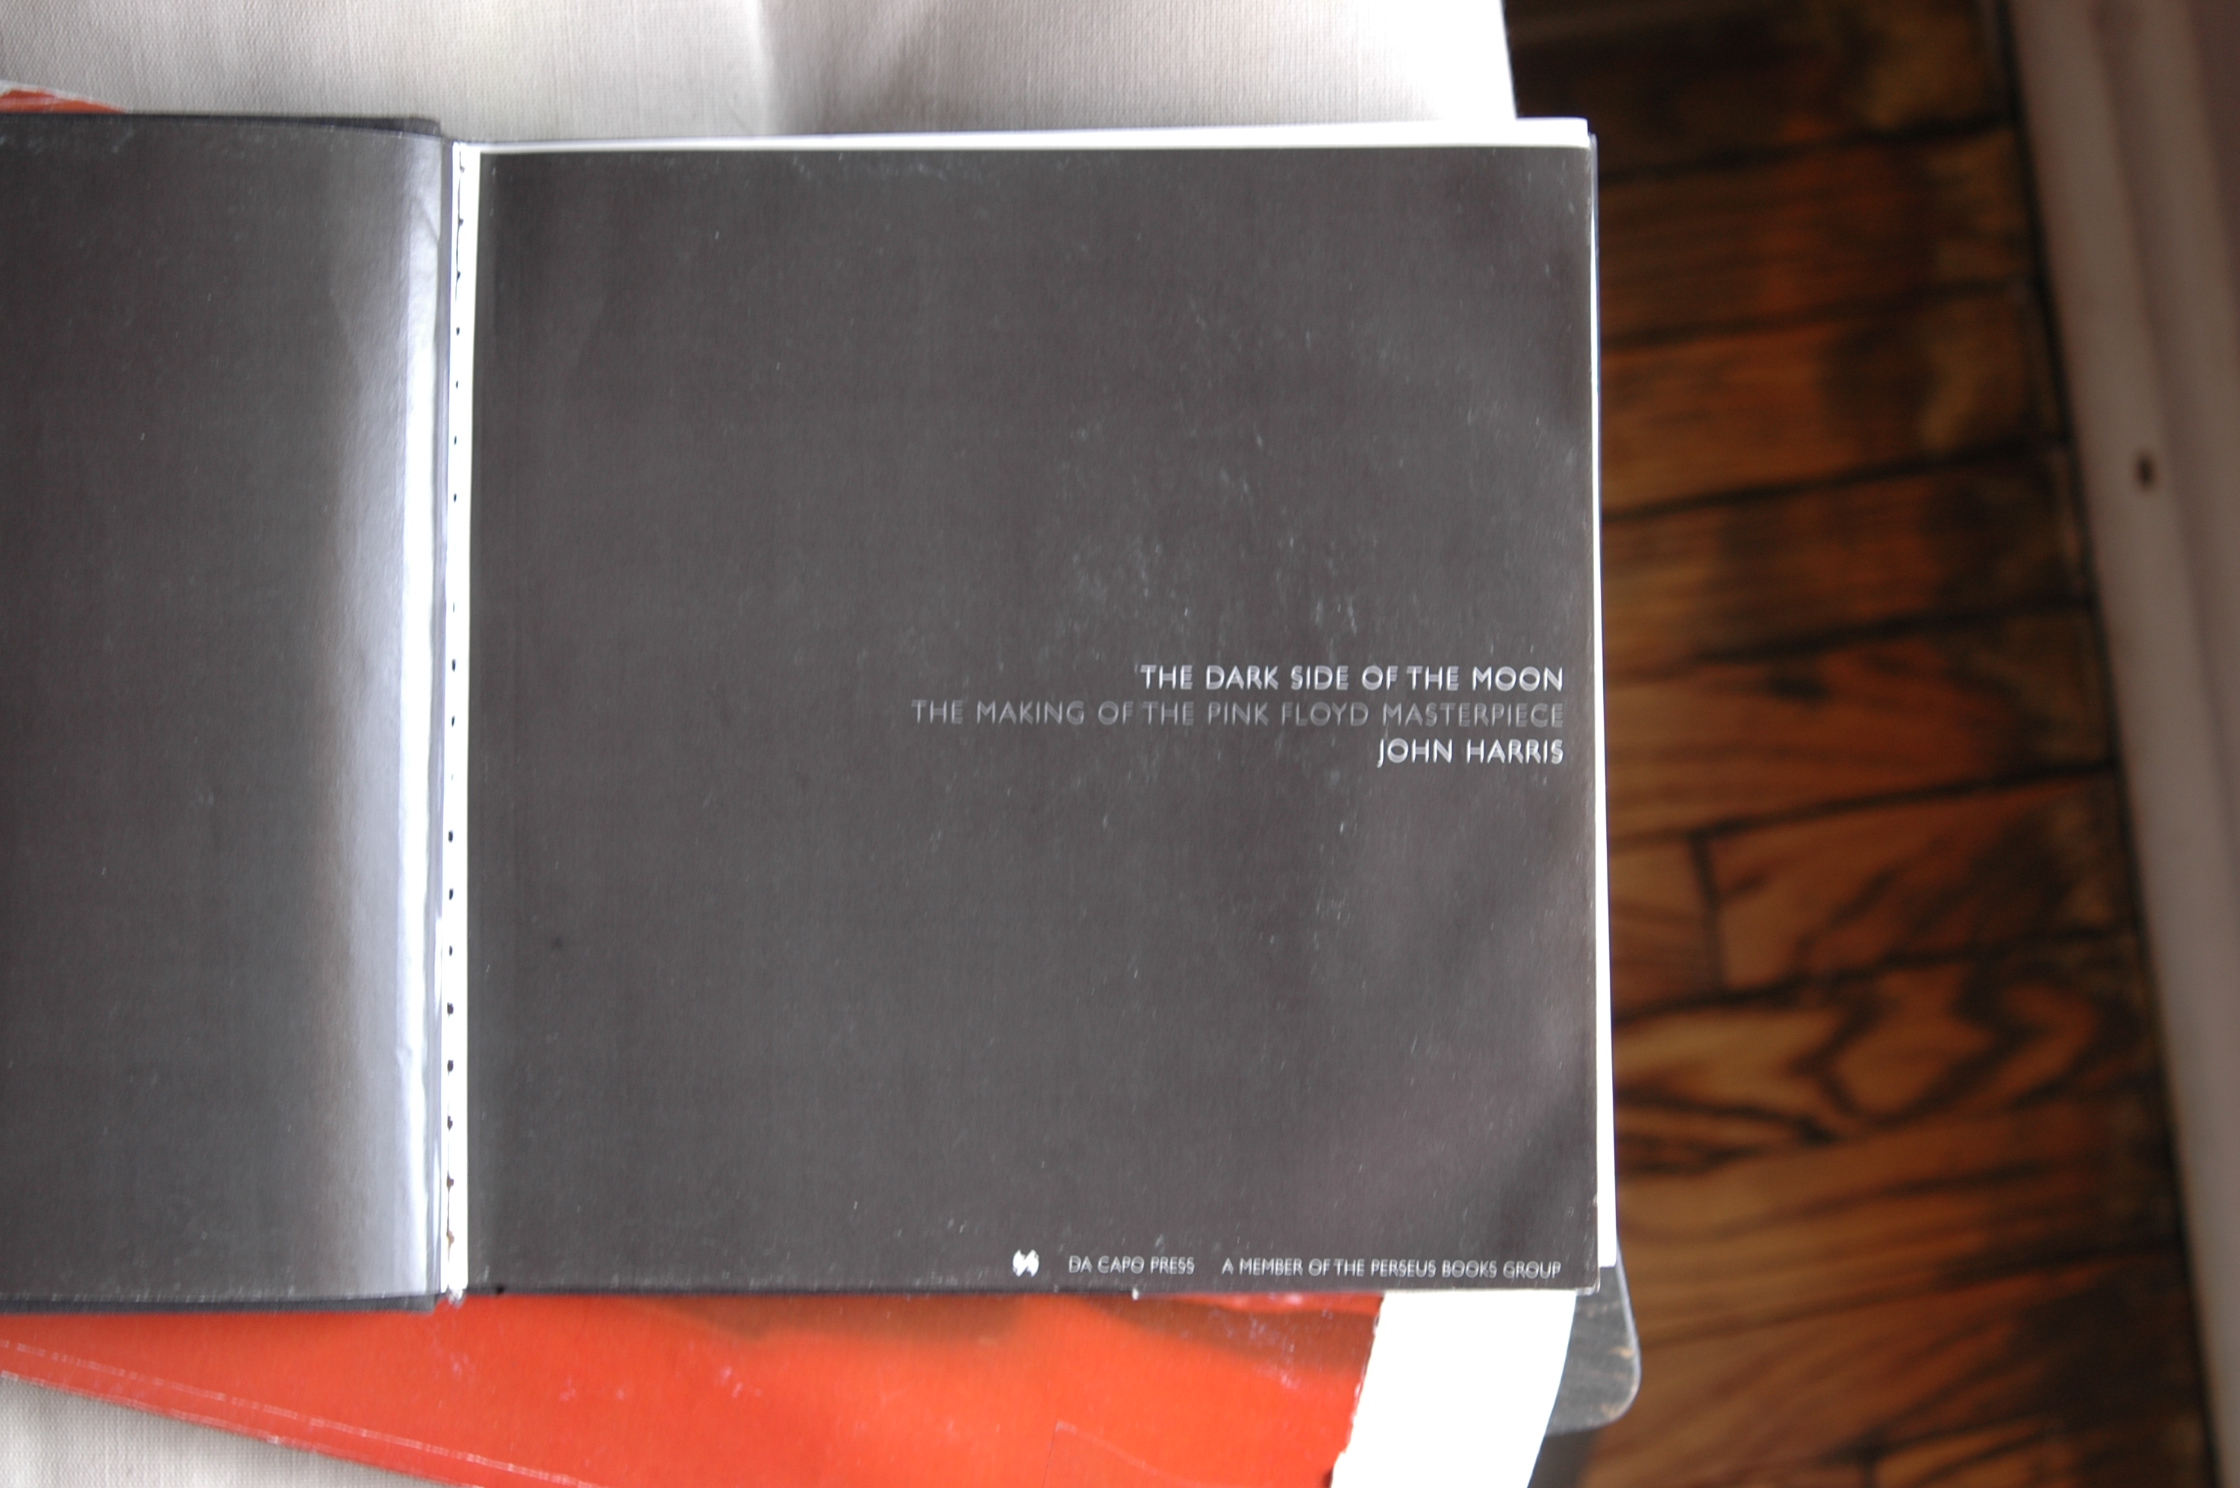 THE DARK SIDE OF THE MOON
THE MAKING OF THE PINK FLOYD MASTERPIECE
JOHN HARRIS
DA CAPO PRESS A MEMBER OF THE PERSEUS BOOKS GROUP